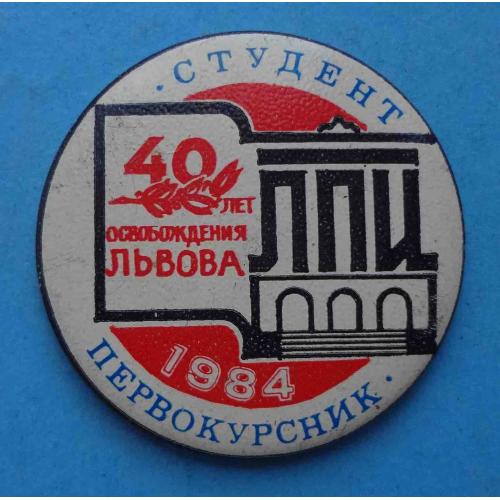 · СТУДЕНТ
40
ЛЕТ
ОСВОБОЖДЕНИЯ
ЛЬВОВА
ЛПИ
1984
ПЕРВОКУРСНИК ·